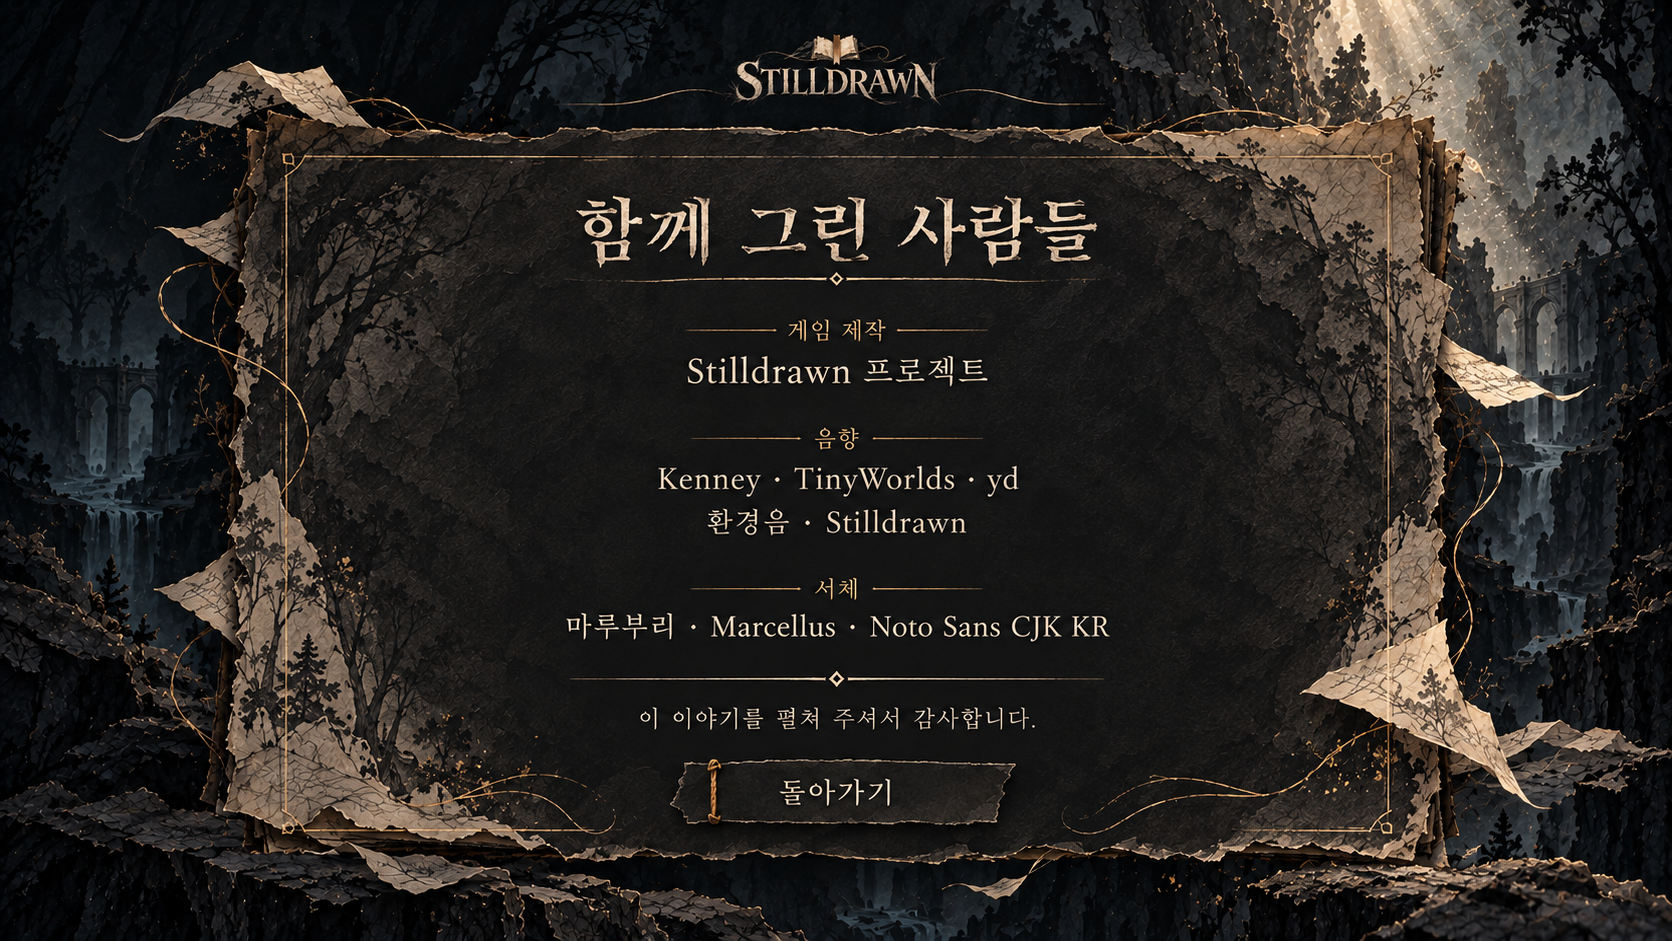 STILLDRAWN
함께 그린 사람들
게임 제작
Stilldrawn 프로젝트
음향
Kenney · TinyWorlds · yd
환경음 · Stilldrawn
서체
마루부리 · Marcellus · Noto Sans CJK KR
이 이야기를 펼쳐 주셔서 감사합니다.
돌아가기